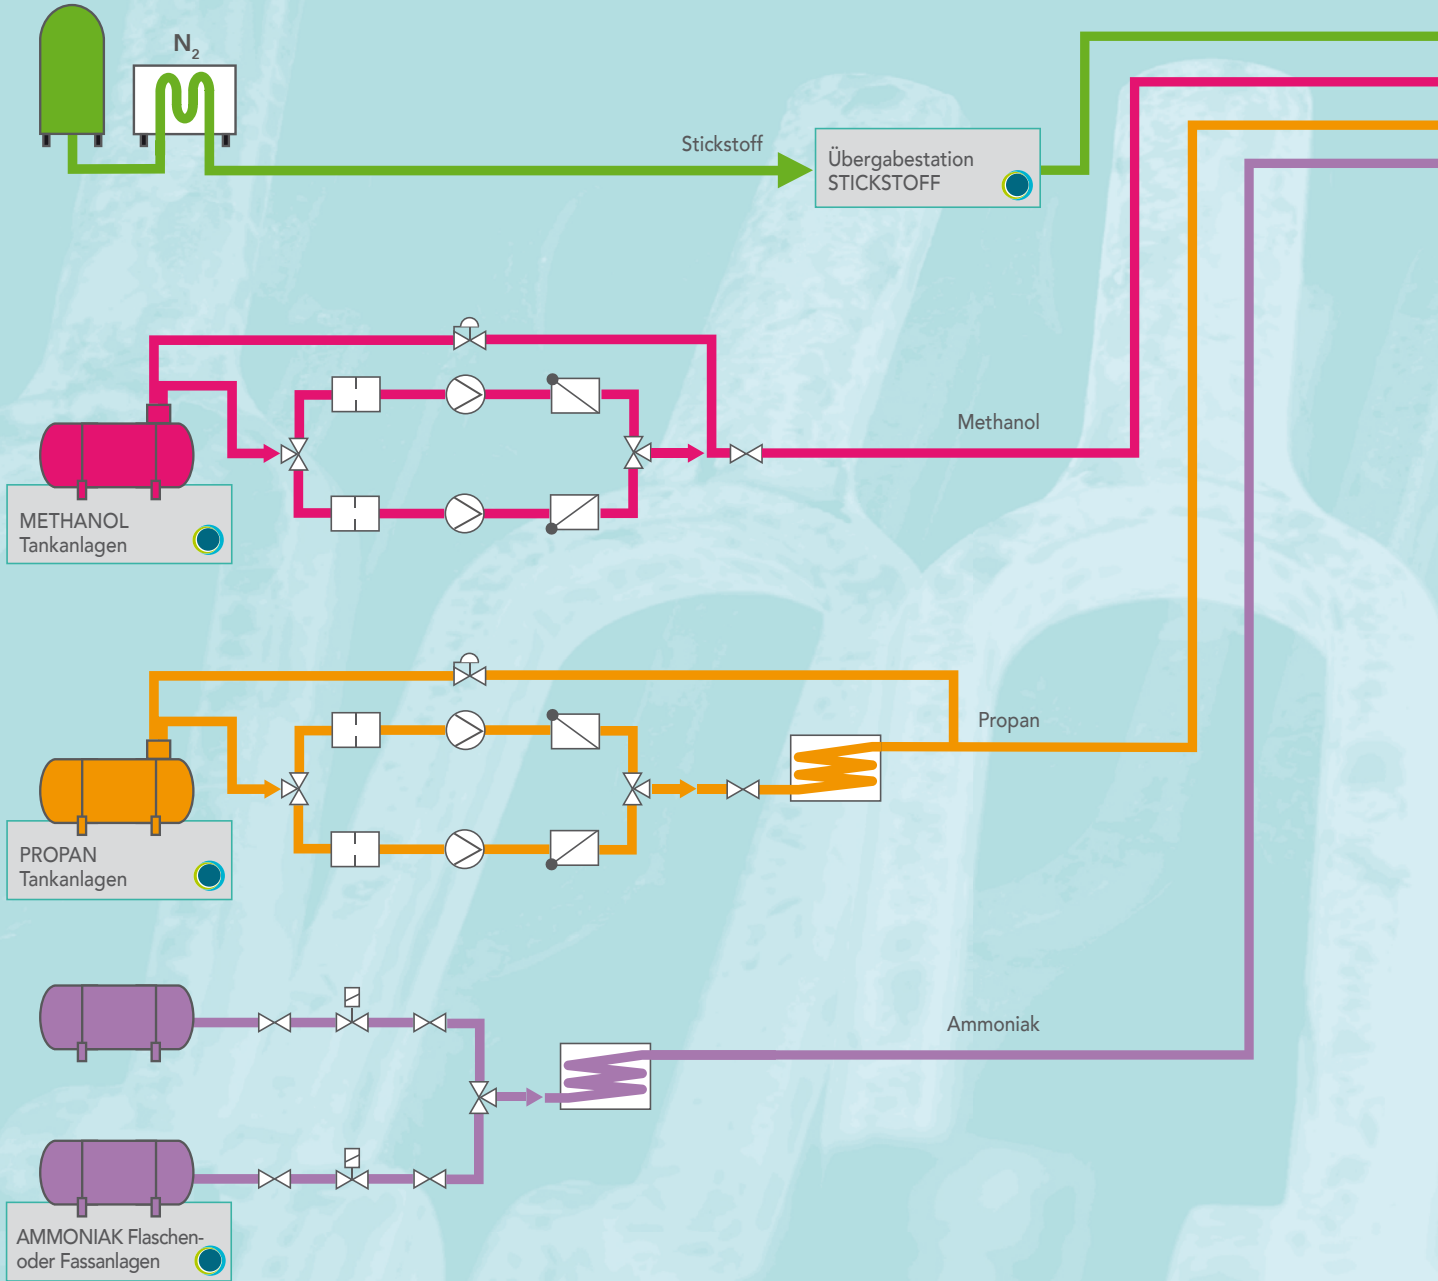 N2
Stickstoff
Übergabestation
STICKSTOFF
Methanol
METHANOL
Tankanlagen
Propan
PROPAN
Tankanlagen
Ammoniak
AMMONIAK Flaschen-
oder Fassanlagen